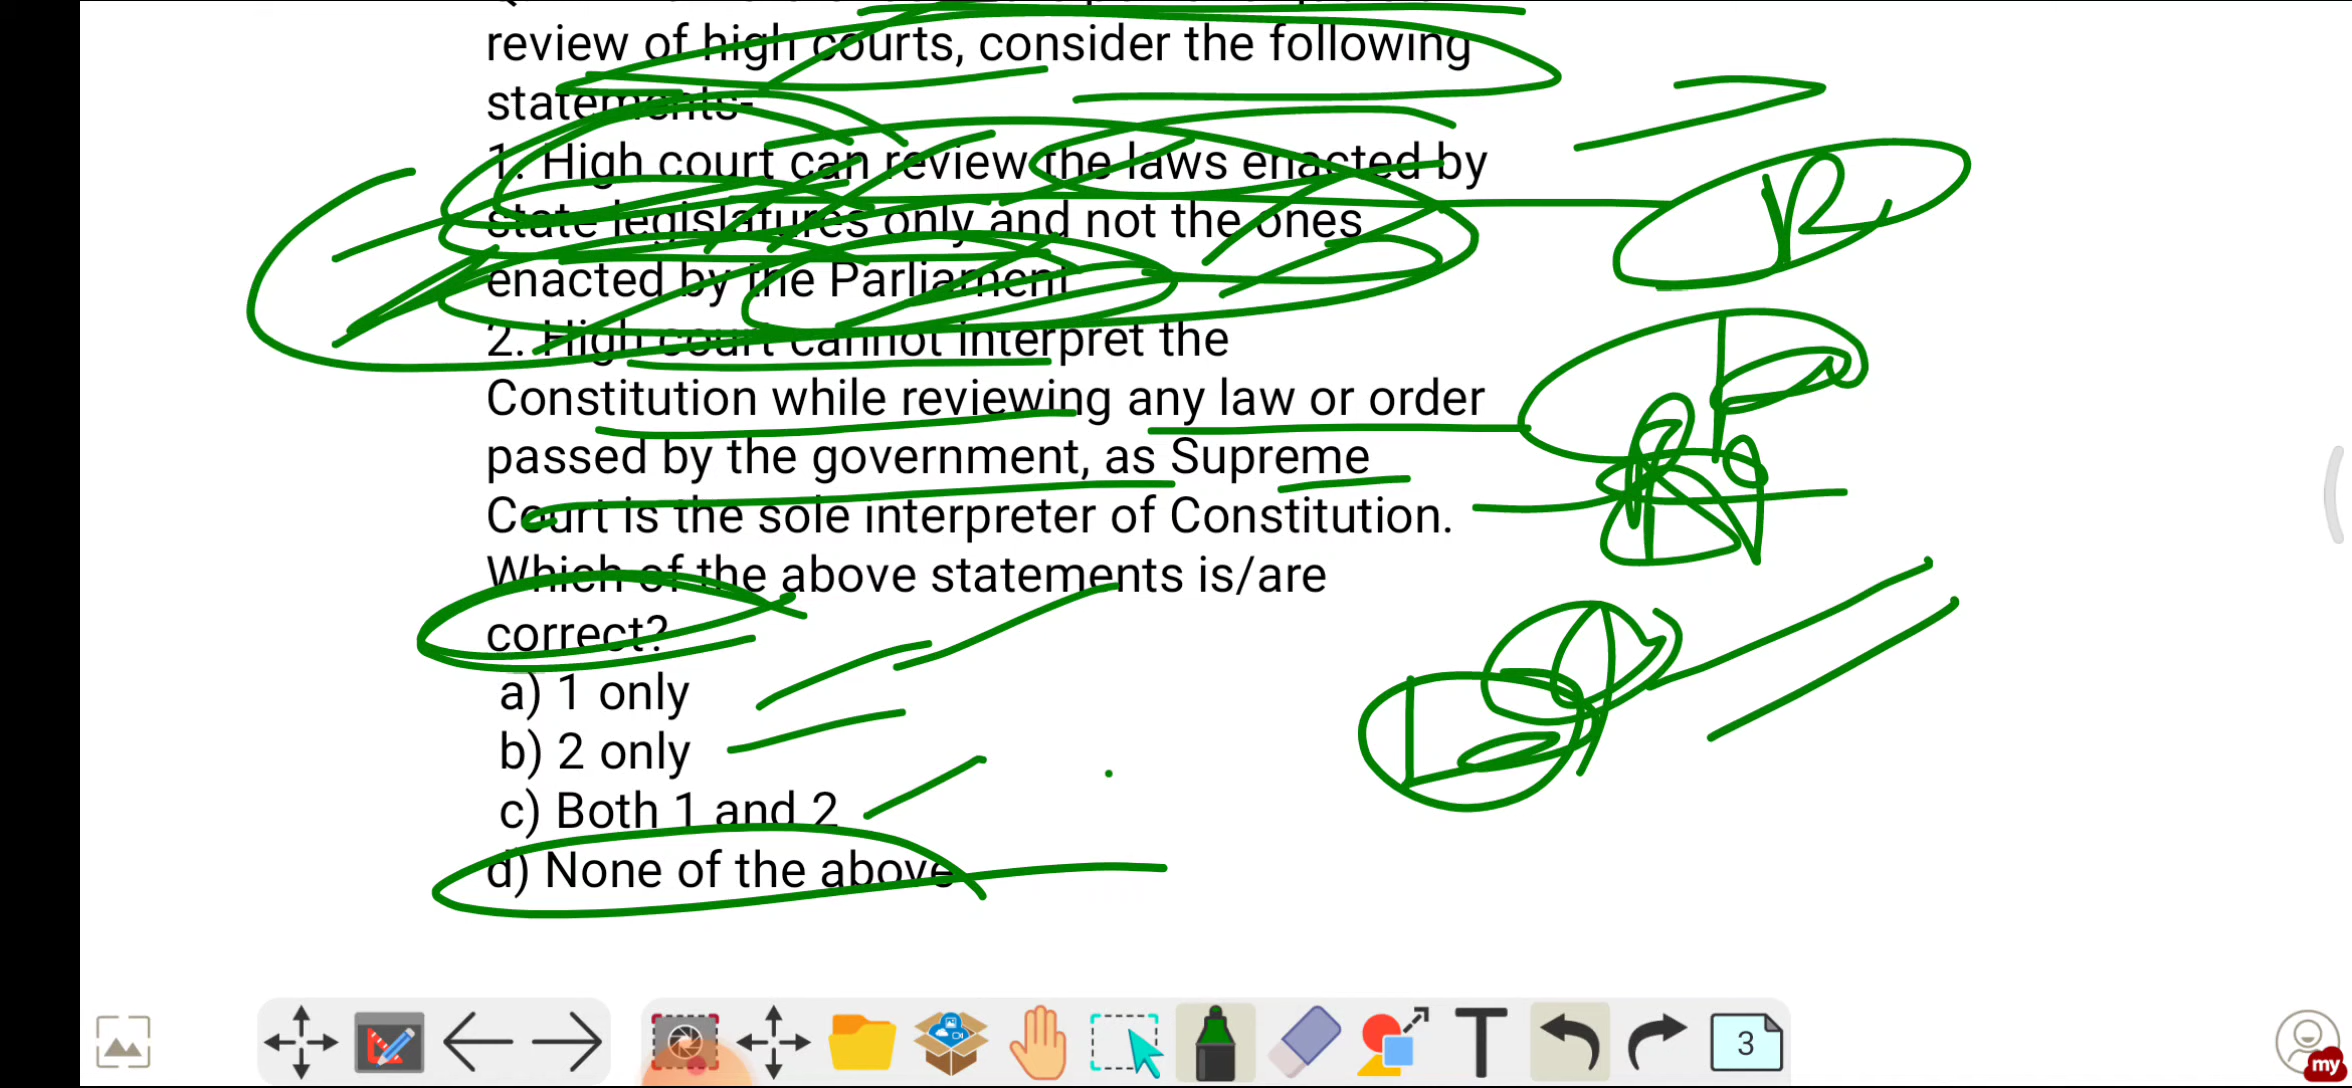 review of high courts, consider the following
statements-
1. High court can review the laws enacted by
state legislatures only and not the ones
enacted by the Parliament
2. High court cannot interpret the
Constitution while reviewing any law or order
passed by the government, as Supreme
Court is the sole interpreter of Constitution.
Which of the above statements is/are
correct?
a) 1 only
b) 2 only
c) Both 1 and 2
d) None of the above
3
my